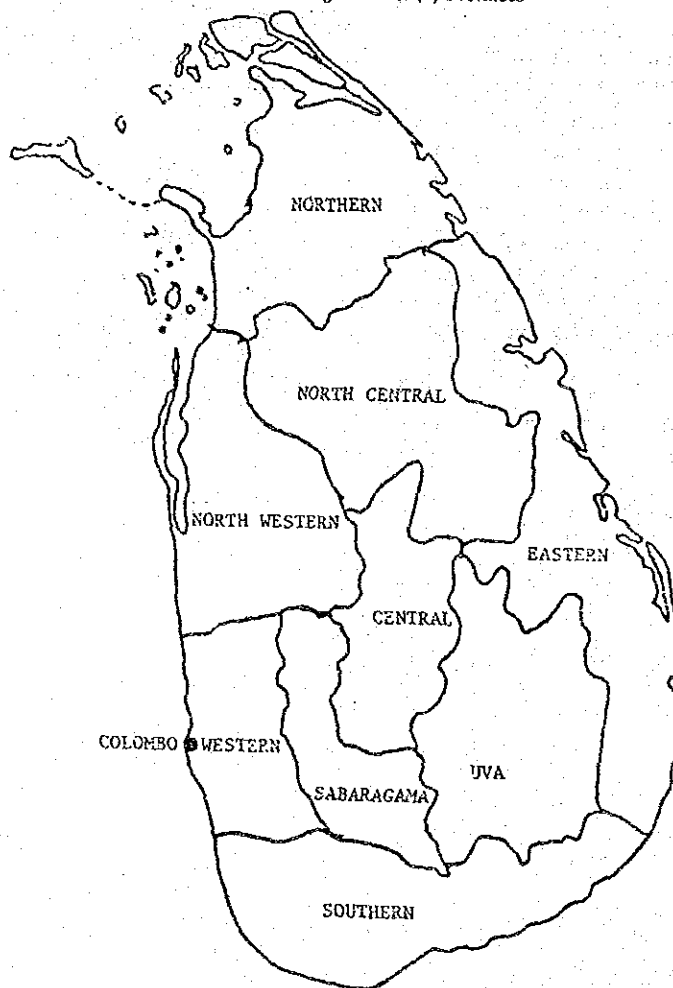 NORTHERN
NORTH CENTRAL
NORTH WESTERN
EASTERN
CENTRAL
COLOMBO WESTERN
UVA
SABARAGAMA
SOUTHERN